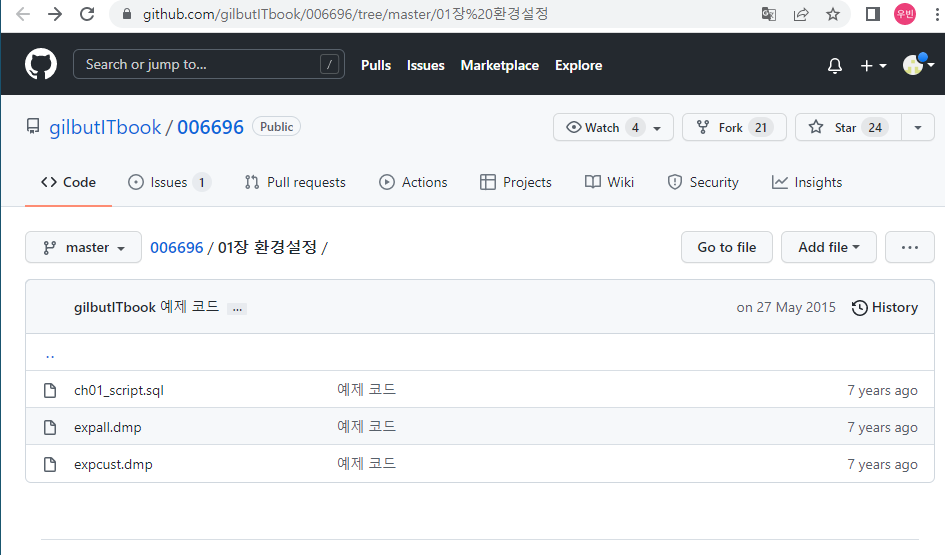 github.com/gilbutITbook/006696/tree/master/01장%20환경설정
우빈
Search or jump to... /
Pulls Issues Marketplace Explore
gilbutITbook / 006696 Public
Watch 4 Fork 21 Star 24
Code Issues 1 Pull requests Actions Projects Wiki Security Insights
master 006696 / 01장 환경설정 / Go to file Add file ...
gilbutITbook 예제 코드 ... on 27 May 2015 History
..
ch01_script.sql 예제 코드 7 years ago
expall.dmp 예제 코드 7 years ago
expcust.dmp 예제 코드 7 years ago